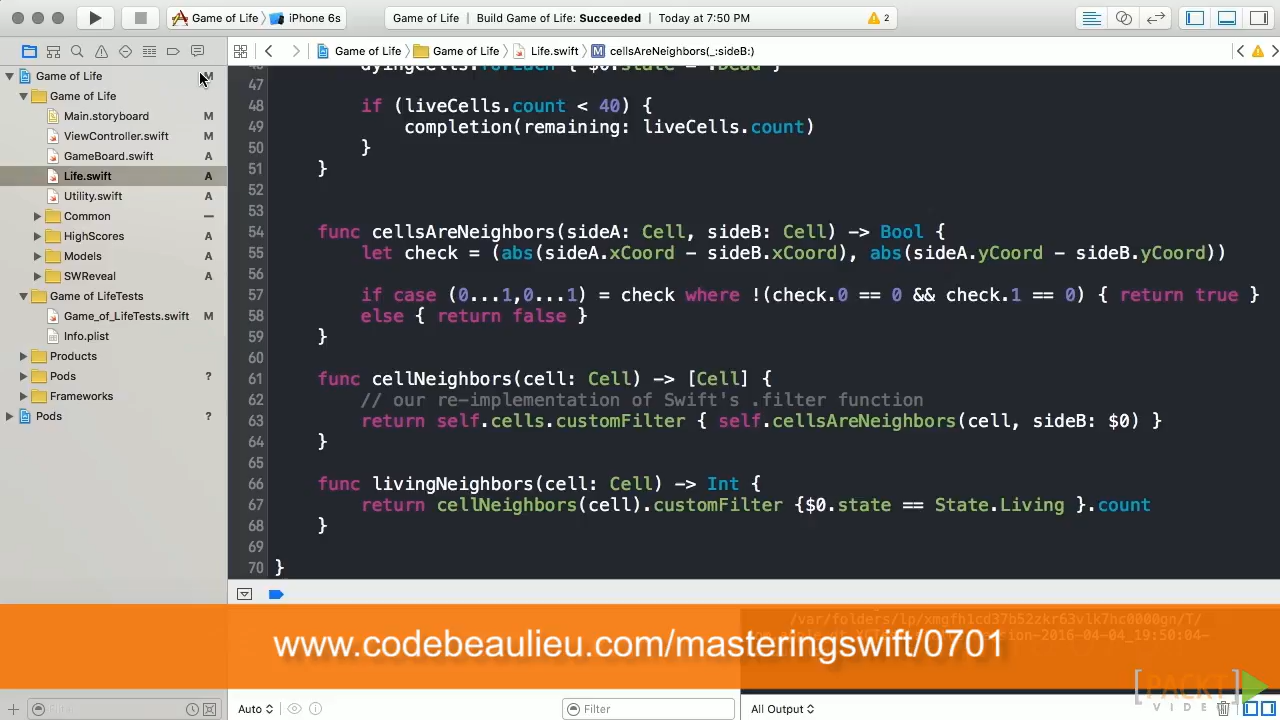 Game of Life
iPhone 6s
Game of Life
Build Game of Life: Succeeded
Today at 7:50 PM
2
Game of Life
Game of Life
Life.swift
M
cellsAreNeighbors(_:sideB:)
Game of Life
M
Game of Life
Main.storyboard
M
ViewController.swift
M
GameBoard.swift
A
Life.swift
A
Utility.swift
A
Common
HighScores
A
Models
A
SWReveal
A
Game of LifeTests
Game_of_LifeTests.swift
M
Info.plist
Products
Pods
?
Frameworks
Pods
?
dyingCells.forEach { $0.state = .Dead }
47
48 if (liveCells.count < 40) {
49 completion(remaining: liveCells.count)
50 }
51 }
52
53
54 func cellsAreNeighbors(sideA: Cell, sideB: Cell) -> Bool {
55 let check = (abs(sideA.xCoord - sideB.xCoord), abs(sideA.yCoord - sideB.yCoord))
56
57 if case (0...1,0...1) = check where !(check.0 == 0 && check.1 == 0) { return true }
58 else { return false }
59 }
60
61 func cellNeighbors(cell: Cell) -> [Cell] {
62 // our re-implementation of Swift's .filter function
63 return self.cells.customFilter { self.cellsAreNeighbors(cell, sideB: $0) }
64 }
65
66 func livingNeighbors(cell: Cell) -> Int {
67 return cellNeighbors(cell).customFilter {$0.state == State.Living }.count
68 }
69
70 }
www.codebeaulieu.com/masteringswift/0701
PACKT
VIDEO
Filter
Auto
Filter
All Output